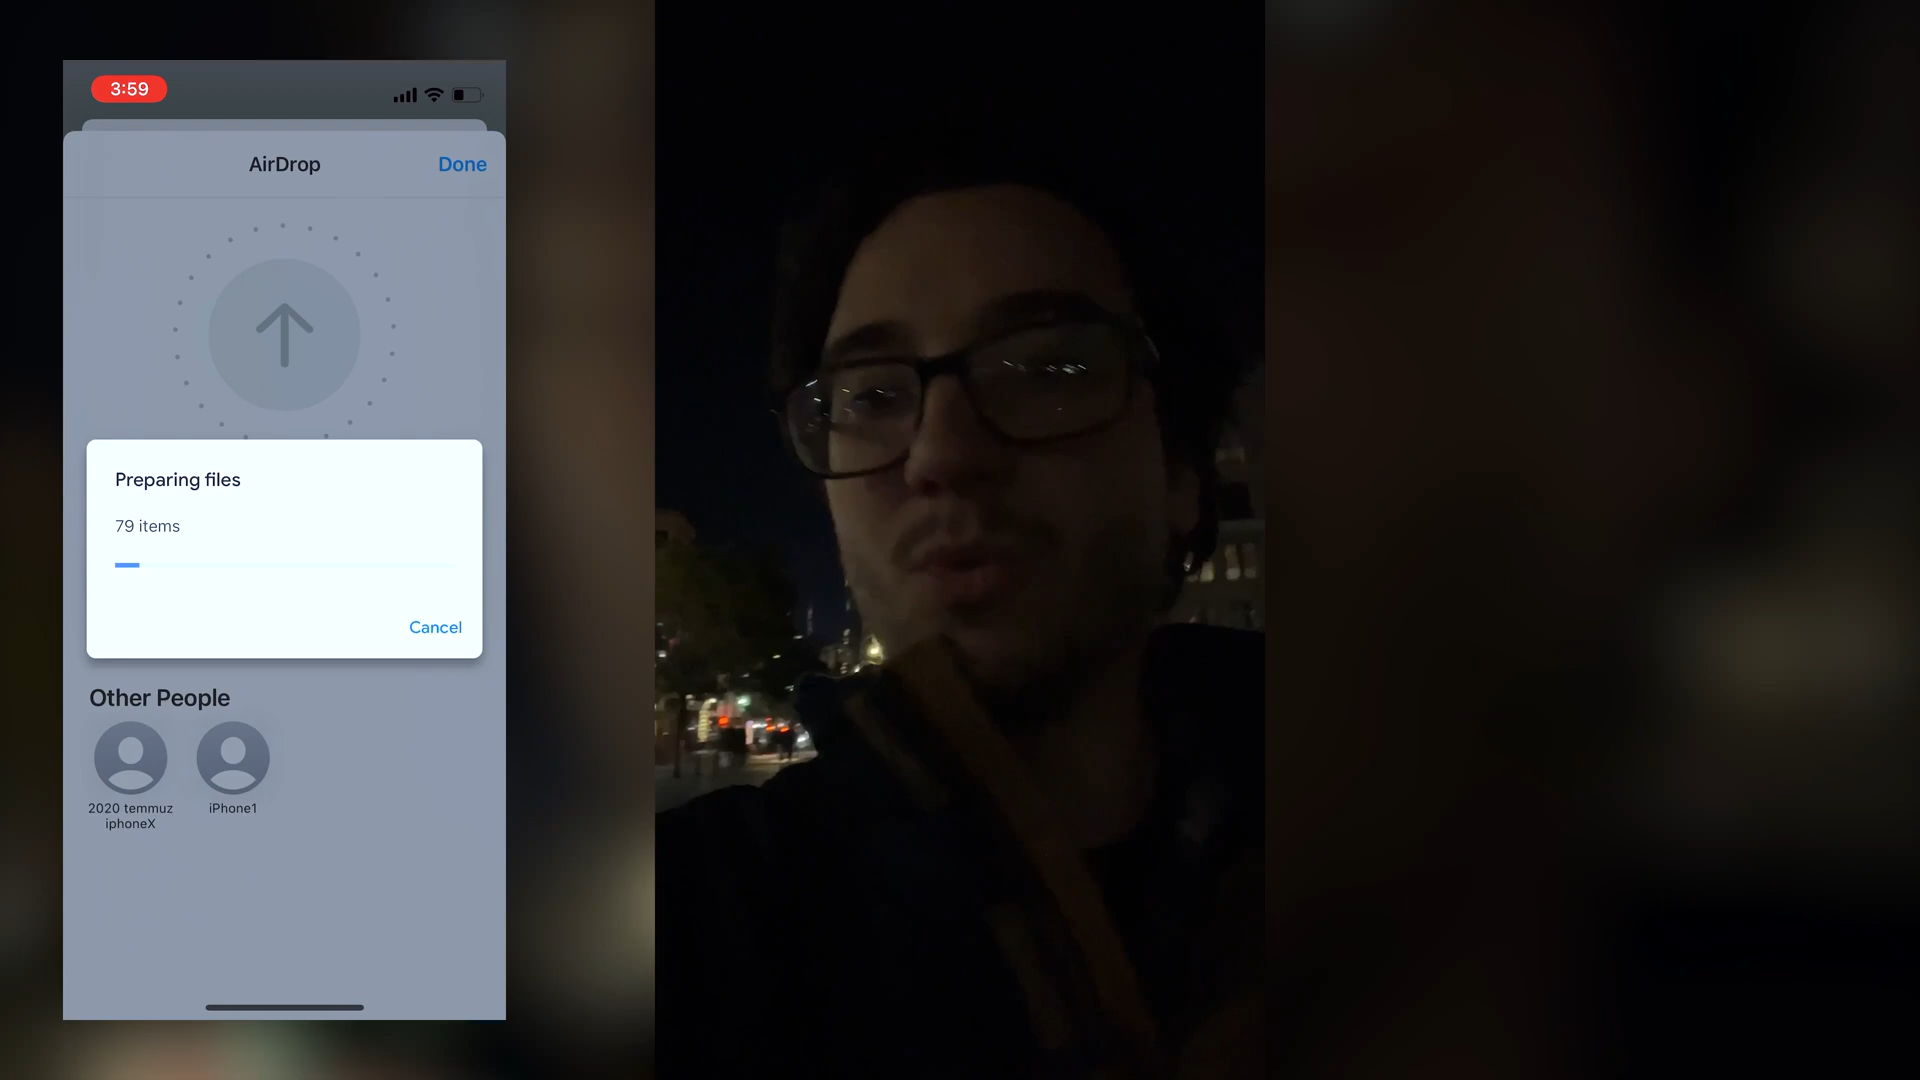 3:59
AirDrop
Done
Preparing files
79 items
Cancel
Other People
2020 temmuz
iphoneX
iPhone1